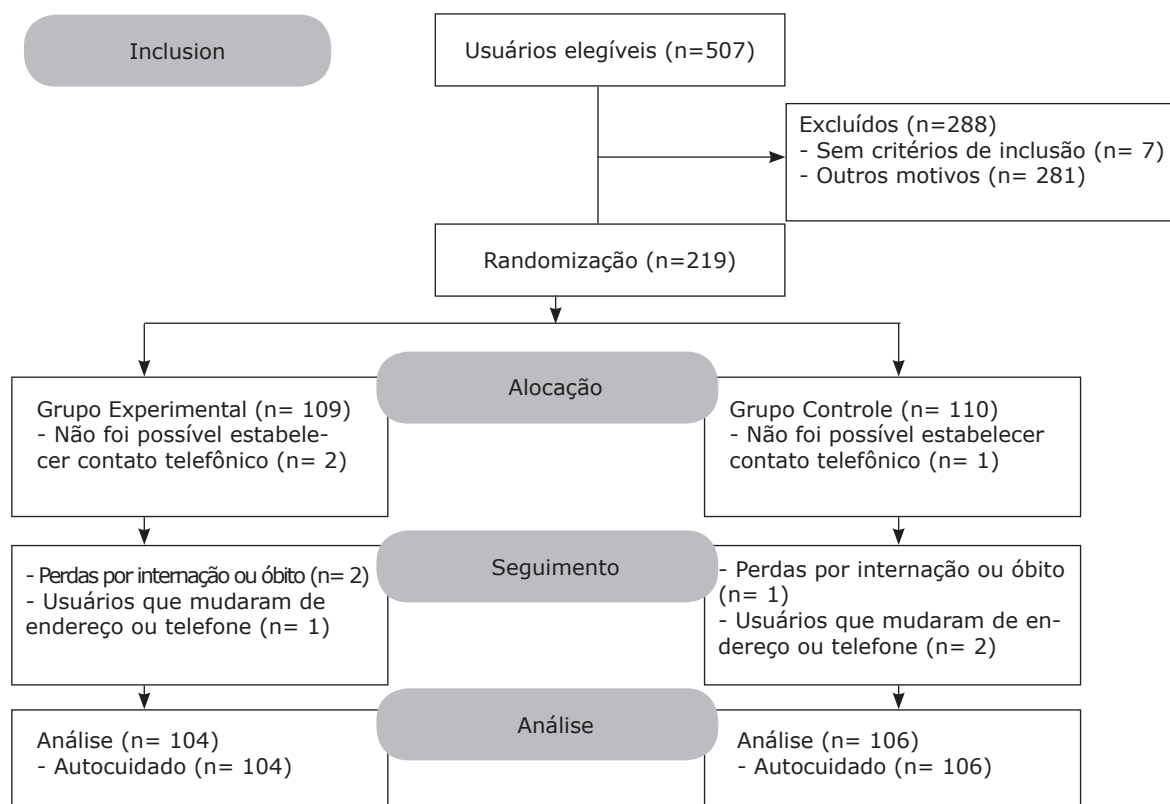 Inclusion
Usuários elegíveis (n=507)
Excluídos (n=288)
- Sem critérios de inclusão (n= 7)
- Outros motivos (n= 281)
Randomização (n=219)
Alocação
Grupo Experimental (n= 109)
- Não foi possível estabele-
cer contato telefônico (n= 2)
Grupo Controle (n= 110)
- Não foi possível estabelecer
contato telefônico (n= 1)
Seguimento
- Perdas por internação ou óbito (n= 2)
- Usuários que mudaram de
endereço ou telefone (n= 1)
- Perdas por internação ou óbito
(n= 1)
- Usuários que mudaram de en-
dereço ou telefone (n= 2)
Análise
Análise (n= 104)
- Autocuidado (n= 104)
Análise (n= 106)
- Autocuidado (n= 106)